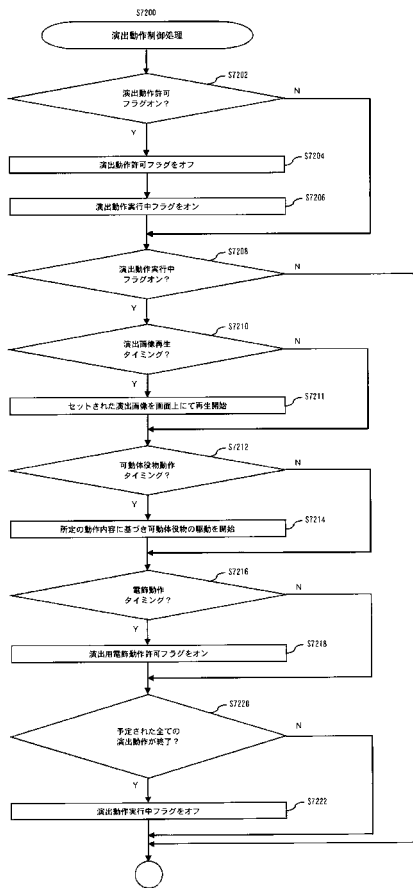 S7200
演出動作制御処理
S7202
演出動作許可
フラグオン？
N
Y
S7204
演出動作許可フラグをオフ
S7206
演出動作実行中フラグをオン
S7208
演出動作実行中
フラグオン？
N
Y
S7210
演出画像再生
タイミング？
N
Y
S7211
セットされた演出画像を画面上にて再生開始
S7212
可動体役物動作
タイミング？
N
Y
S7214
所定の動作内容に基づき可動体役物の駆動を開始
S7216
電飾動作
タイミング？
N
Y
S7218
演出用電飾動作許可フラグをオン
S7220
予定された全ての
演出動作が終了？
N
Y
S7222
演出動作実行中フラグをオフ